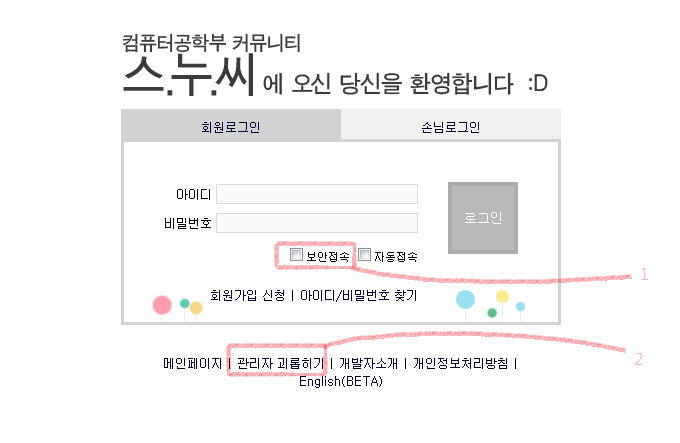 컴퓨터공학부 커뮤니티
스.누.씨 에 오신 당신을 환영합니다 :D
회원로그인 손님로그인
아이디
로그인
비밀번호
보안접속 자동접속
1
회원가입 신청 | 아이디/비밀번호 찾기
메인페이지 | 관리자 괴롭히기 | 개발자소개 | 개인정보처리방침 |
2
English(BETA)